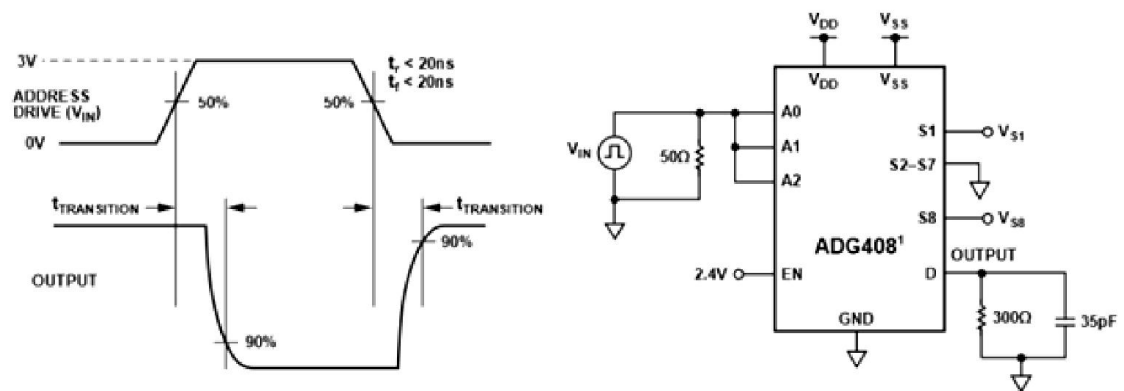 3V
ADDRESS
DRIVE (VIN)
0V
50%
50%
tr < 20ns
tf < 20ns
tTRANSITION
tTRANSITION
90%
OUTPUT
90%
VDD
VSS
VDD
VSS
A0
A1
A2
VIN
50Ω
S1
VS1
S2–S7
S8
VS8
ADG408¹
OUTPUT
D
2.4V
EN
GND
300Ω
35pF